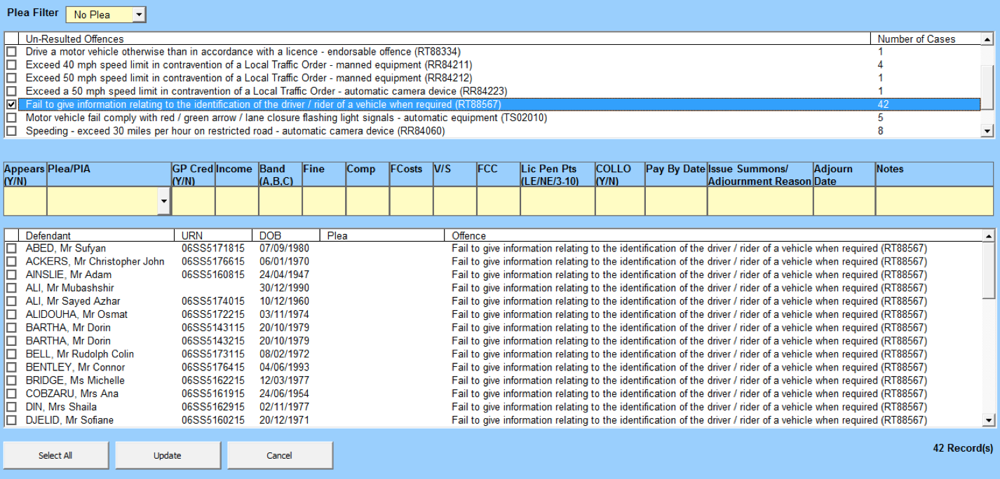 Plea Filter No Plea
Un-Resulted Offences Number of Cases
Drive a motor vehicle otherwise than in accordance with a licence - endorsable offence (RT88334) 1
Exceed 40 mph speed limit in contravention of a Local Traffic Order - manned equipment (RR84211) 4
Exceed 50 mph speed limit in contravention of a Local Traffic Order - manned equipment (RR84212) 1
Exceed a 50 mph speed limit in contravention of a Local Traffic Order - automatic camera device (RR84223) 1
Fail to give information relating to the identification of the driver / rider of a vehicle when required (RT88567) 42
Motor vehicle fail comply with red / green arrow / lane closure flashing light signals - automatic equipment (TS02010) 5
Speeding - exceed 30 miles per hour on restricted road - automatic camera device (RR84060) 8
Appears Plea/PIA GP Cred Income Band Fine Comp FCosts V/S FCC Lic Pen Pts COLLO Pay By Date Issue Summons/ Adjourn Notes
(Y/N) (Y/N) (A,B,C) (LE/NE/3-10) (Y/N) Adjournment Reason Date
Defendant URN DOB Plea Offence
ABED, Mr Sufyan 06SS5171815 07/09/1980 Fail to give information relating to the identification of the driver / rider of a vehicle when required (RT88567)
ACKERS, Mr Christopher John 06SS5176615 06/01/1970 Fail to give information relating to the identification of the driver / rider of a vehicle when required (RT88567)
AINSLIE, Mr Adam 06SS5160815 24/04/1947 Fail to give information relating to the identification of the driver / rider of a vehicle when required (RT88567)
ALI, Mr Mubashshir 30/12/1990 Fail to give information relating to the identification of the driver / rider of a vehicle when required (RT88567)
ALI, Mr Sayed Azhar 06SS5174015 10/12/1960 Fail to give information relating to the identification of the driver / rider of a vehicle when required (RT88567)
ALIDOUHA, Mr Osmat 06SS5172215 03/11/1974 Fail to give information relating to the identification of the driver / rider of a vehicle when required (RT88567)
BARTHA, Mr Dorin 06SS5143115 20/10/1979 Fail to give information relating to the identification of the driver / rider of a vehicle when required (RT88567)
BARTHA, Mr Dorin 06SS5143215 20/10/1979 Fail to give information relating to the identification of the driver / rider of a vehicle when required (RT88567)
BELL, Mr Rudolph Colin 06SS5173115 08/02/1972 Fail to give information relating to the identification of the driver / rider of a vehicle when required (RT88567)
BENTLEY, Mr Connor 06SS5176415 04/06/1993 Fail to give information relating to the identification of the driver / rider of a vehicle when required (RT88567)
BRIDGE, Ms Michelle 06SS5162215 12/03/1977 Fail to give information relating to the identification of the driver / rider of a vehicle when required (RT88567)
COBZARU, Mrs Ana 06SS5161915 24/06/1954 Fail to give information relating to the identification of the driver / rider of a vehicle when required (RT88567)
DIN, Mrs Shaila 06SS5162915 02/11/1977 Fail to give information relating to the identification of the driver / rider of a vehicle when required (RT88567)
DJELID, Mr Sofiane 06SS5160215 20/12/1971 Fail to give information relating to the identification of the driver / rider of a vehicle when required (RT88567)
Select All Update Cancel 42 Record(s)